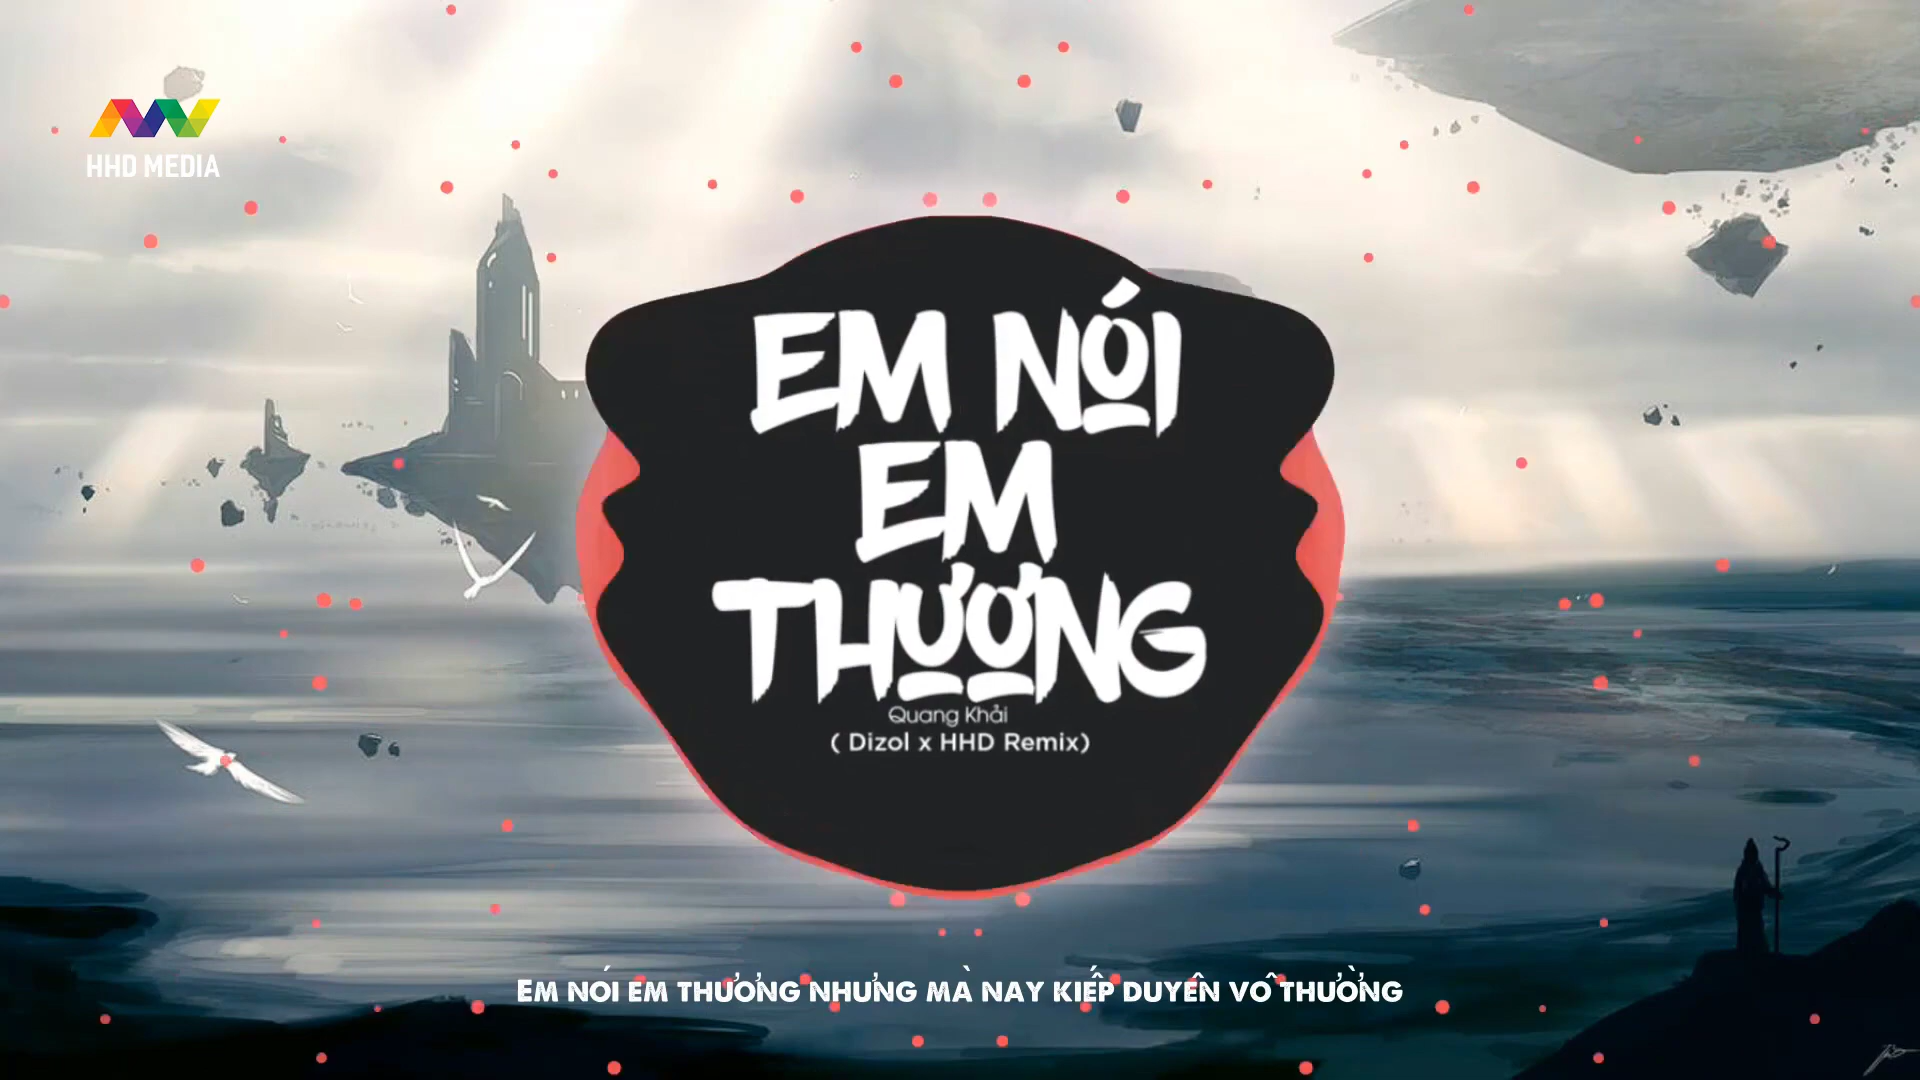 HHD MEDIA
EM NÓI
EM
THƯƠNG
Quang Khải
( Dizol x HHD Remix)
EM NÓI EM THƯƠNG NHƯNG MÀ NAY KIẾP DUYÊN VÔ THƯỜNG